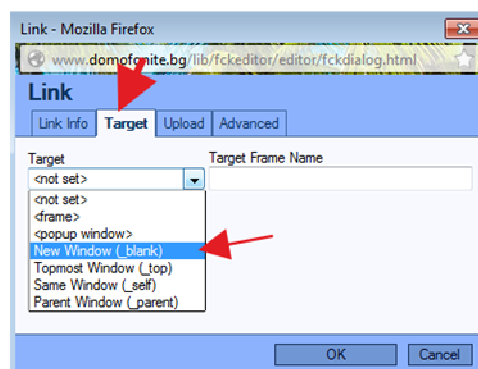 Link - Mozilla Firefox
www.domofonite.bg/lib/fckeditor/editor/fckdialog.html
Link
Link Info Target Upload Advanced
Target Target Frame Name
<not set>
<not set>
<frame>
<popup window>
New Window (_blank)
Topmost Window (_top)
Same Window (_self)
Parent Window (_parent)
OK Cancel